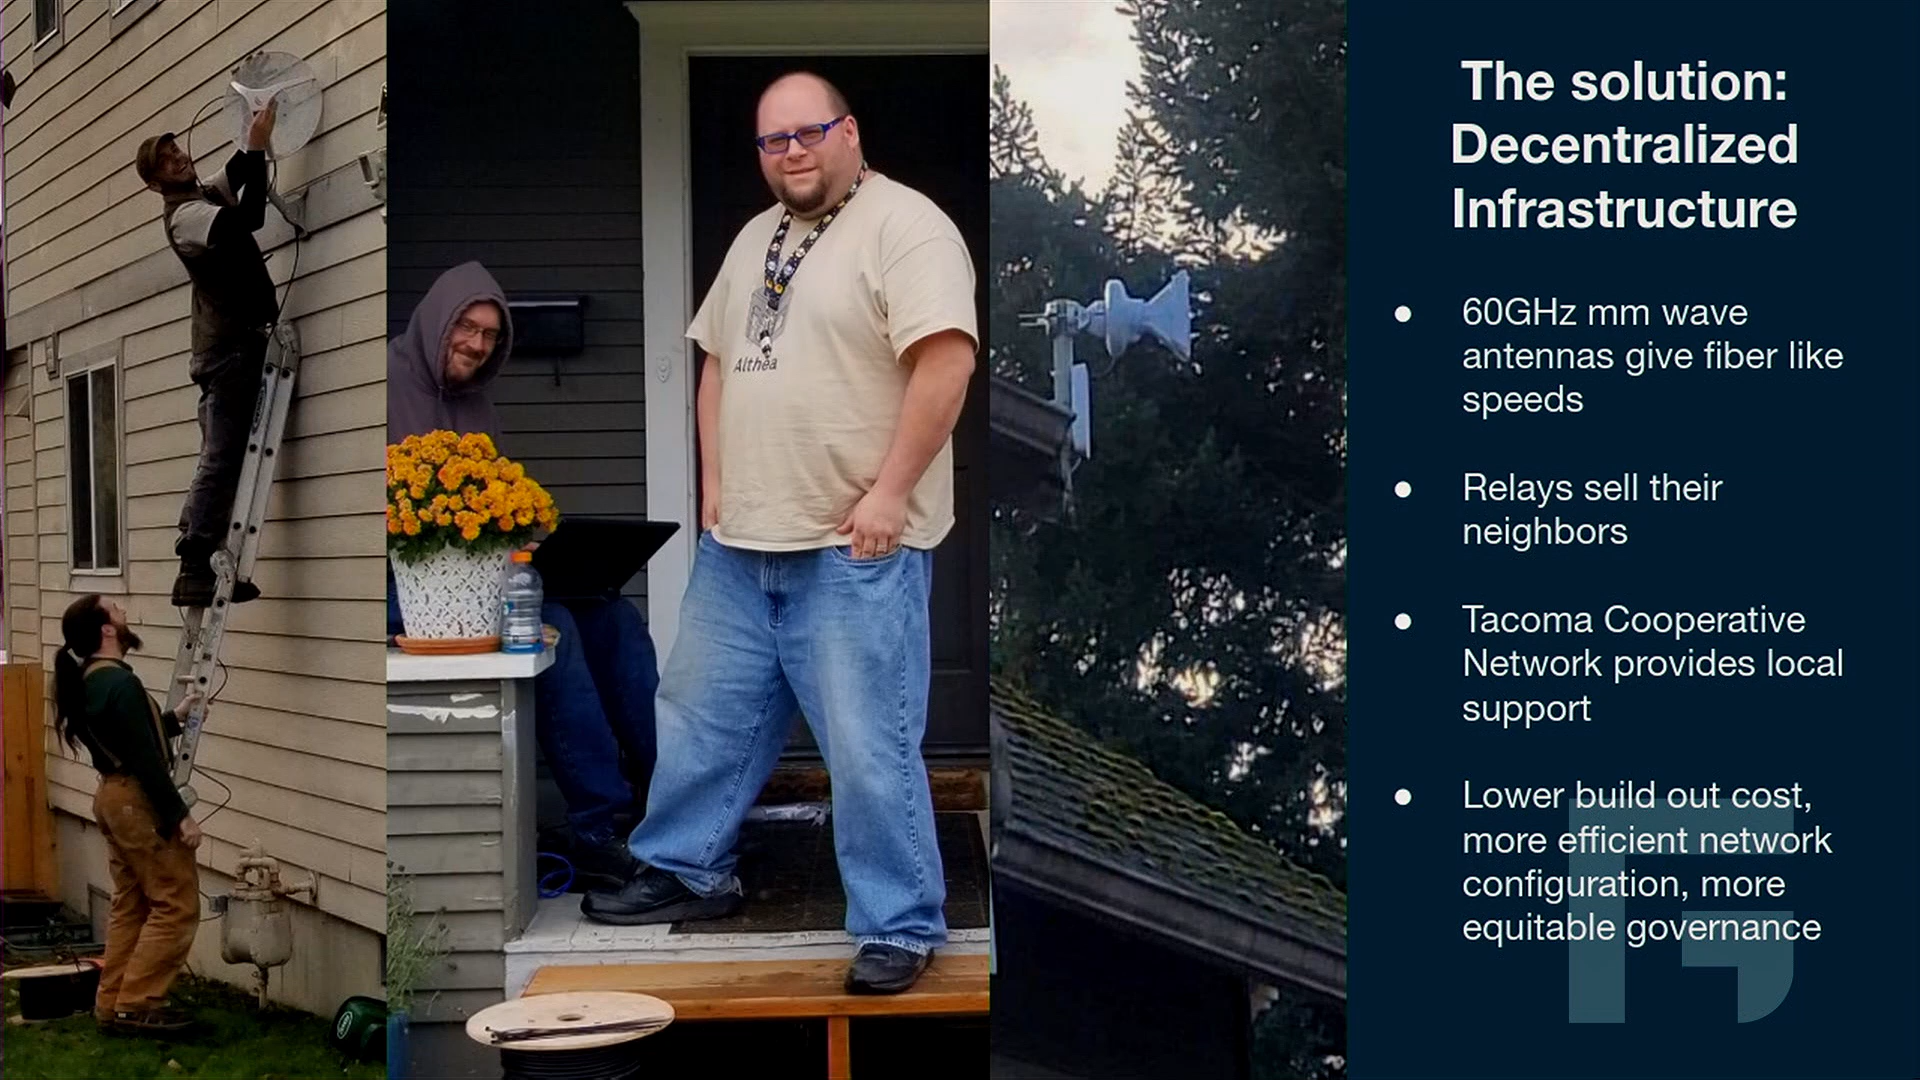 The solution:
Decentralized
Infrastructure
● 60GHz mm wave
antennas give fiber like
speeds
● Relays sell their
neighbors
● Tacoma Cooperative
Network provides local
support
● Lower build out cost,
more efficient network
configuration, more
equitable governance
Althea